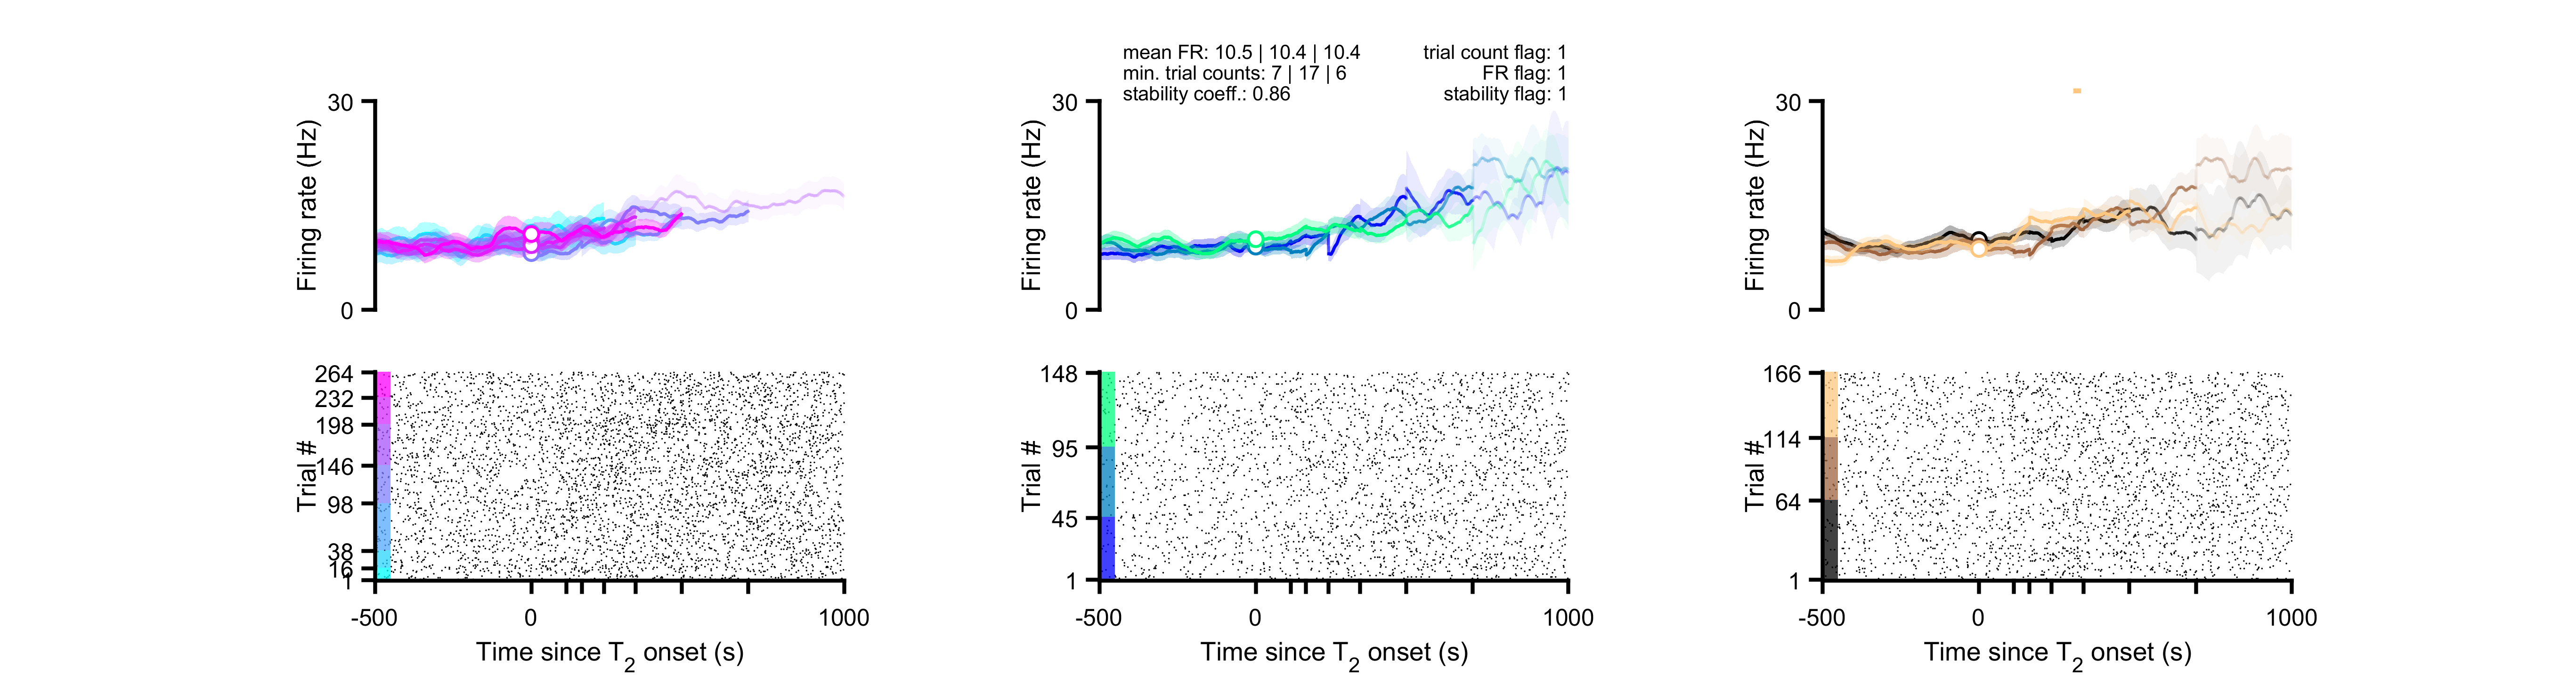 mean FR: 10.5 | 10.4 | 10.4
min. trial counts: 7 | 17 | 6
stability coeff.: 0.86
trial count flag: 1
FR flag: 1
stability flag: 1
30
Firing rate (Hz)
0
30
Firing rate (Hz)
0
30
Firing rate (Hz)
0
264
232
198
146
98
38
16
1
Trial #
-500
0
1000
Time since T2 onset (s)
148
95
45
1
Trial #
-500
0
1000
Time since T2 onset (s)
166
114
64
1
Trial #
-500
0
1000
Time since T2 onset (s)